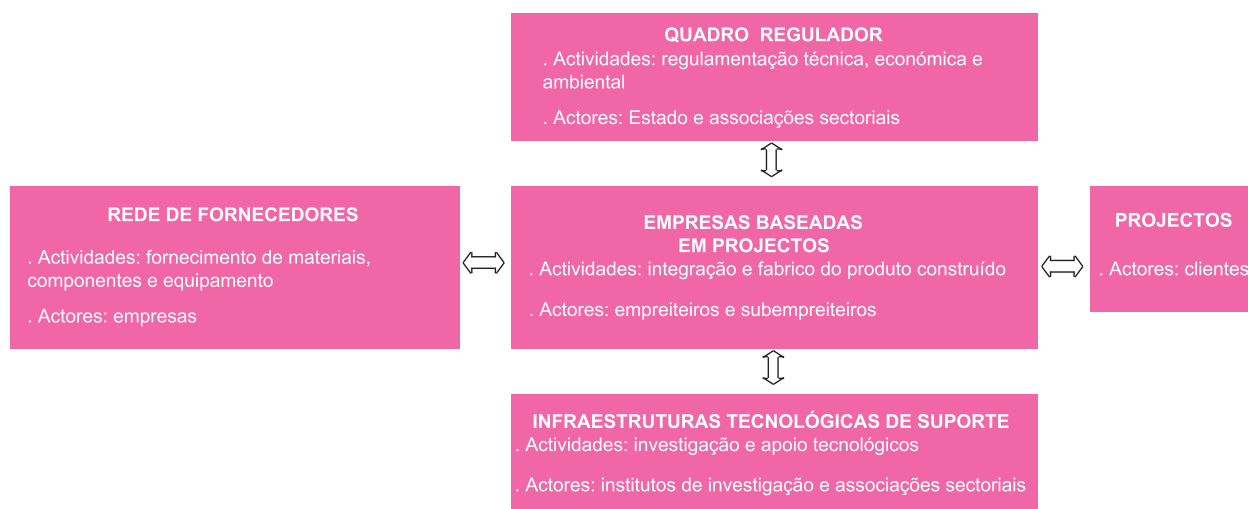 QUADRO REGULADOR
. Actividades: regulamentação técnica, económica e
ambiental
. Actores: Estado e associações sectoriais
REDE DE FORNECEDORES
. Actividades: fornecimento de materiais,
componentes e equipamento
. Actores: empresas
EMPRESAS BASEADAS
EM PROJECTOS
. Actividades: integração e fabrico do produto construído
. Actores: empreiteiros e subempreiteiros
PROJECTOS
. Actores: clientes
INFRAESTRUTURAS TECNOLÓGICAS DE SUPORTE
. Actividades: investigação e apoio tecnológicos
. Actores: institutos de investigação e associações sectoriais